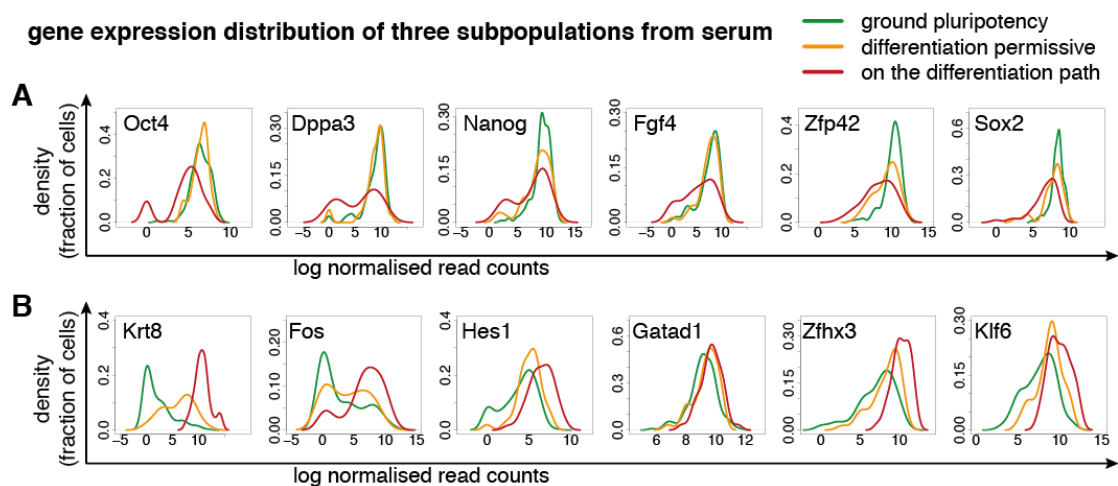 gene expression distribution of three subpopulations from serum
ground pluripotency
differentiation permissive
on the differentiation path
A
density
(fraction of cells)
Oct4
0.0 0.2 0.4
0 5 10
Dppa3
0.00 0.15 0.30
−5 0 5 10
Nanog
0.00 0.15 0.30
−5 0 5 10 15
Fgf4
0.00 0.15 0.30
−5 0 5 10
Zfp42
0.0 0.2 0.4
0 5 10 15
Sox2
0.0 0.3 0.6
0 5 10
log normalised read counts
B
density
(fraction of cells)
Krt8
0.0 0.2 0.4
−5 0 5 10
Fos
0.00 0.10 0.20
−5 0 5 10 15
Hes1
0.0 0.2 0.4
0 5 10
Gatad1
0.0 0.3 0.6
6 8 10 12
Zfhx3
0.00 0.15 0.30
0 5 10
Klf6
0.00 0.15 0.30
0 5 10 15
log normalised read counts